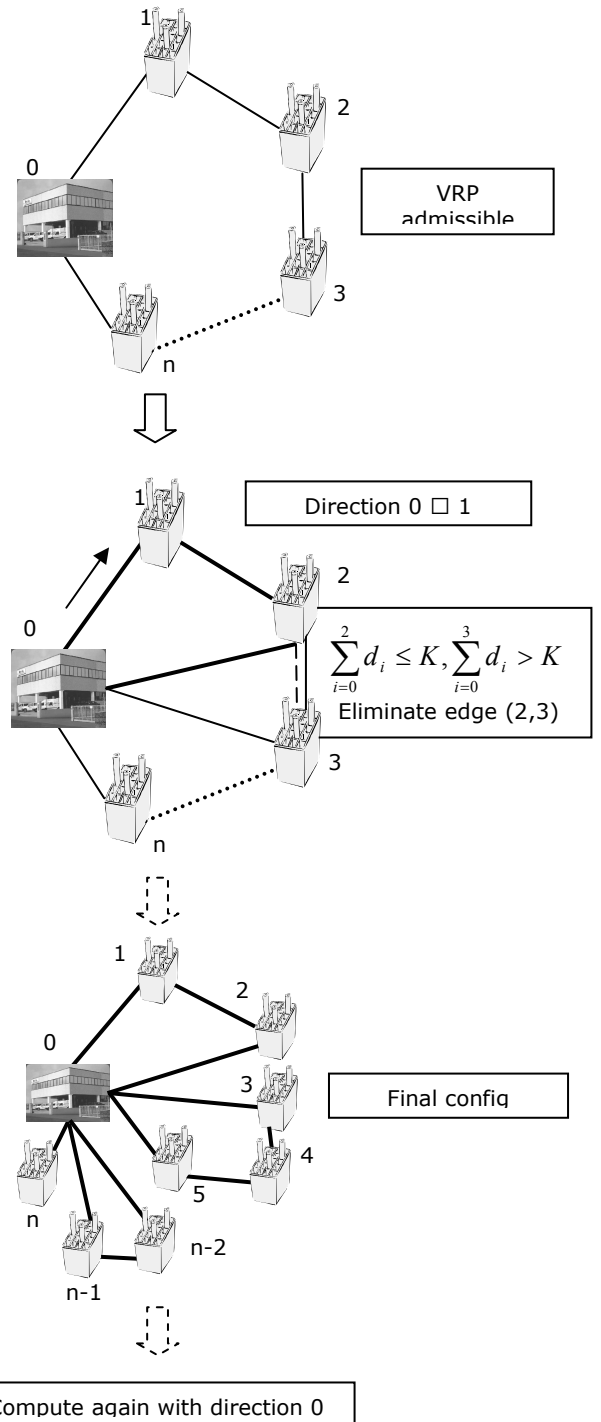 1
2
0
VRP
admissible
3
n
1
Direction 0 □ 1
2
0
\sum_{i=0}^{2} d_i \leq K, \sum_{i=0}^{3} d_i > K
Eliminate edge (2,3)
3
n
1
2
0
3
Final config
4
5
n
n-2
n-1
Compute again with direction 0